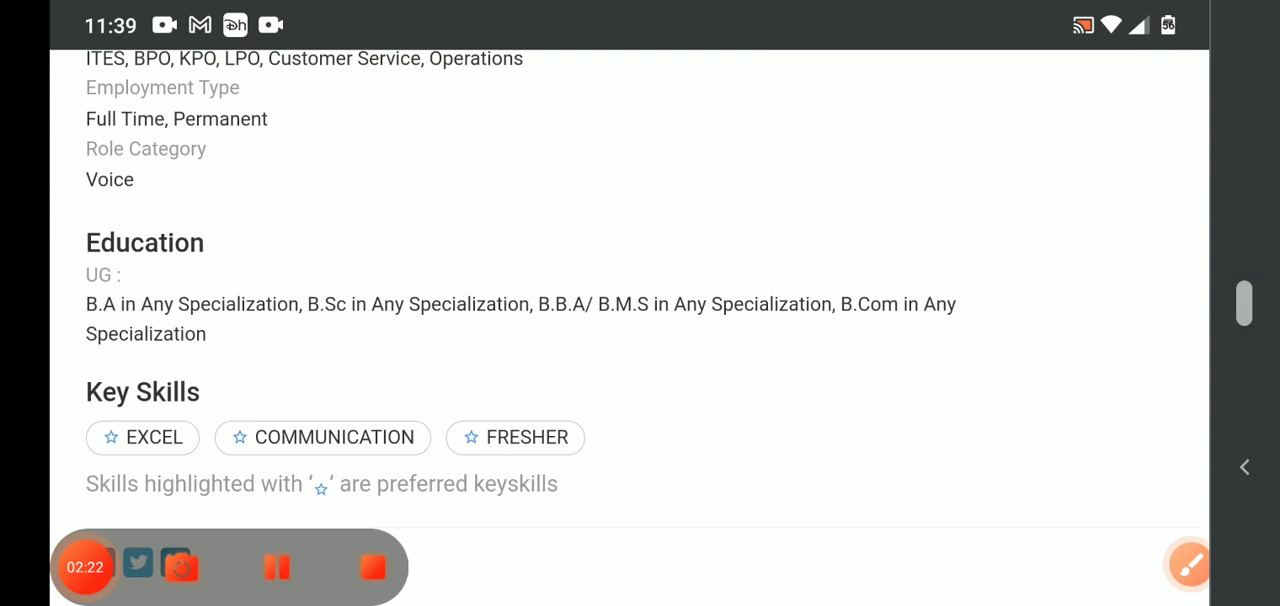 11:39
56
ITES, BPO, KPO, LPO, Customer Service, Operations
Employment Type
Full Time, Permanent
Role Category
Voice
Education
UG :
B.A in Any Specialization, B.Sc in Any Specialization, B.B.A/ B.M.S in Any Specialization, B.Com in Any
Specialization
Key Skills
EXCEL COMMUNICATION FRESHER
Skills highlighted with ‘☆‘ are preferred keyskills
02:22